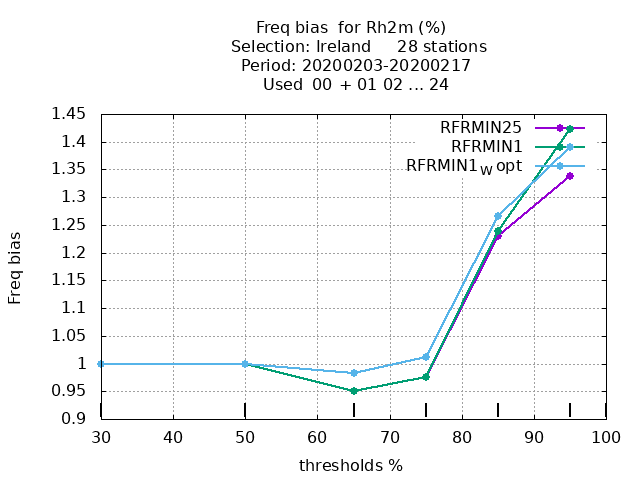 Freq bias for Rh2m (%)
Selection: Ireland 28 stations
Period: 20200203-20200217
Used 00 + 01 02 ... 24
1.45
1.4
1.35
1.3
1.25
1.2
1.15
1.1
1.05
1
0.95
0.9
Freq bias
RFRMIN25
RFRMIN1
RFRMIN1W opt
30 40 50 60 70 80 90 100
thresholds %